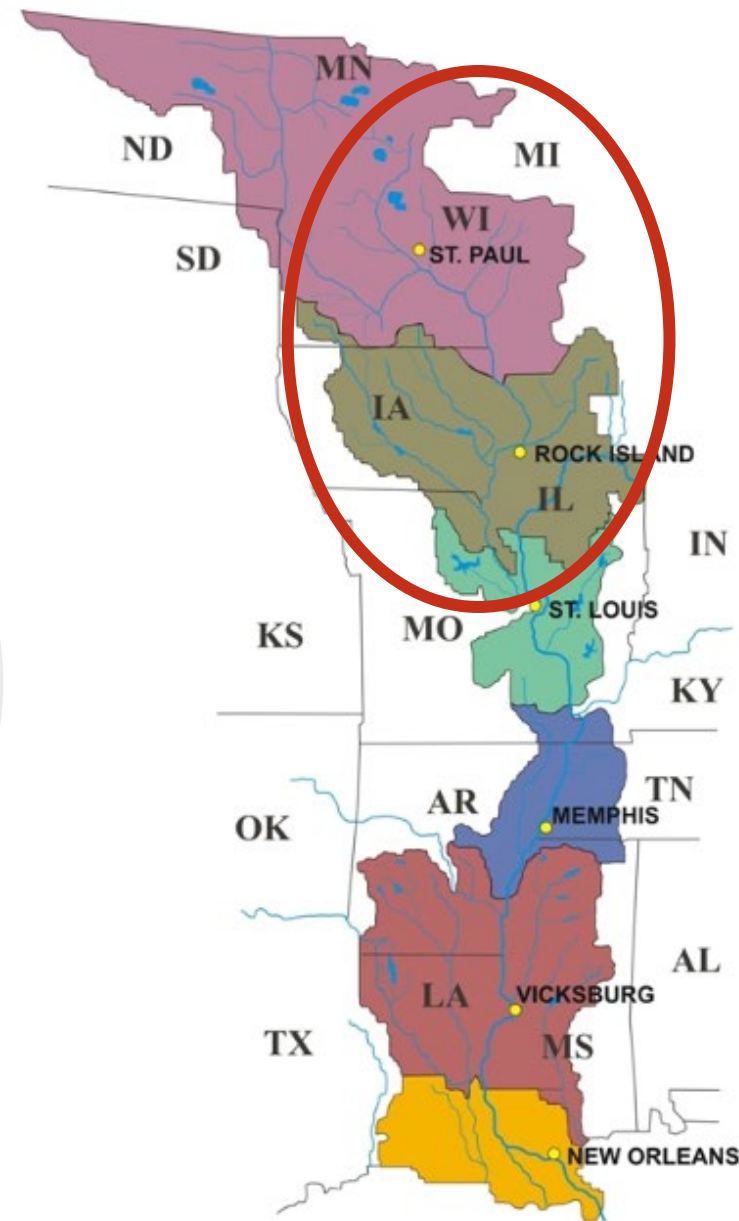 MN
ND
MI
WI
SD
ST. PAUL
IA
ROCK ISLAND
IL
IN
ST. LOUIS
MO
KS
KY
TN
AR
MEMPHIS
OK
AL
LA
VICKSBURG
TX
MS
NEW ORLEANS